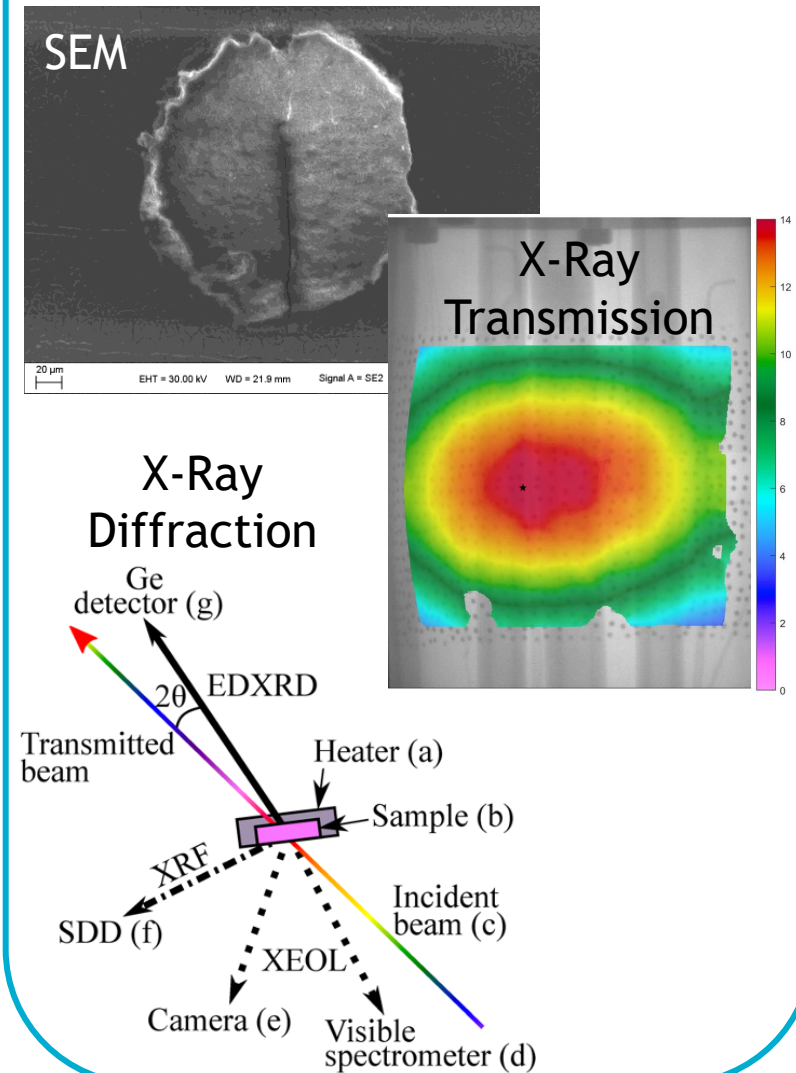 SEM
20 μm
EHT = 30.00 kV WD = 21.9 mm Signal A = SE2
X-Ray
Transmission
14
12
10
8
6
4
2
0
X-Ray
Diffraction
Ge
detector (g)
EDXRD
2θ
Transmitted
beam
Heater (a)
Sample (b)
XRF
SDD (f)
Incident
beam (c)
XEOL
Camera (e)
Visible
spectrometer (d)